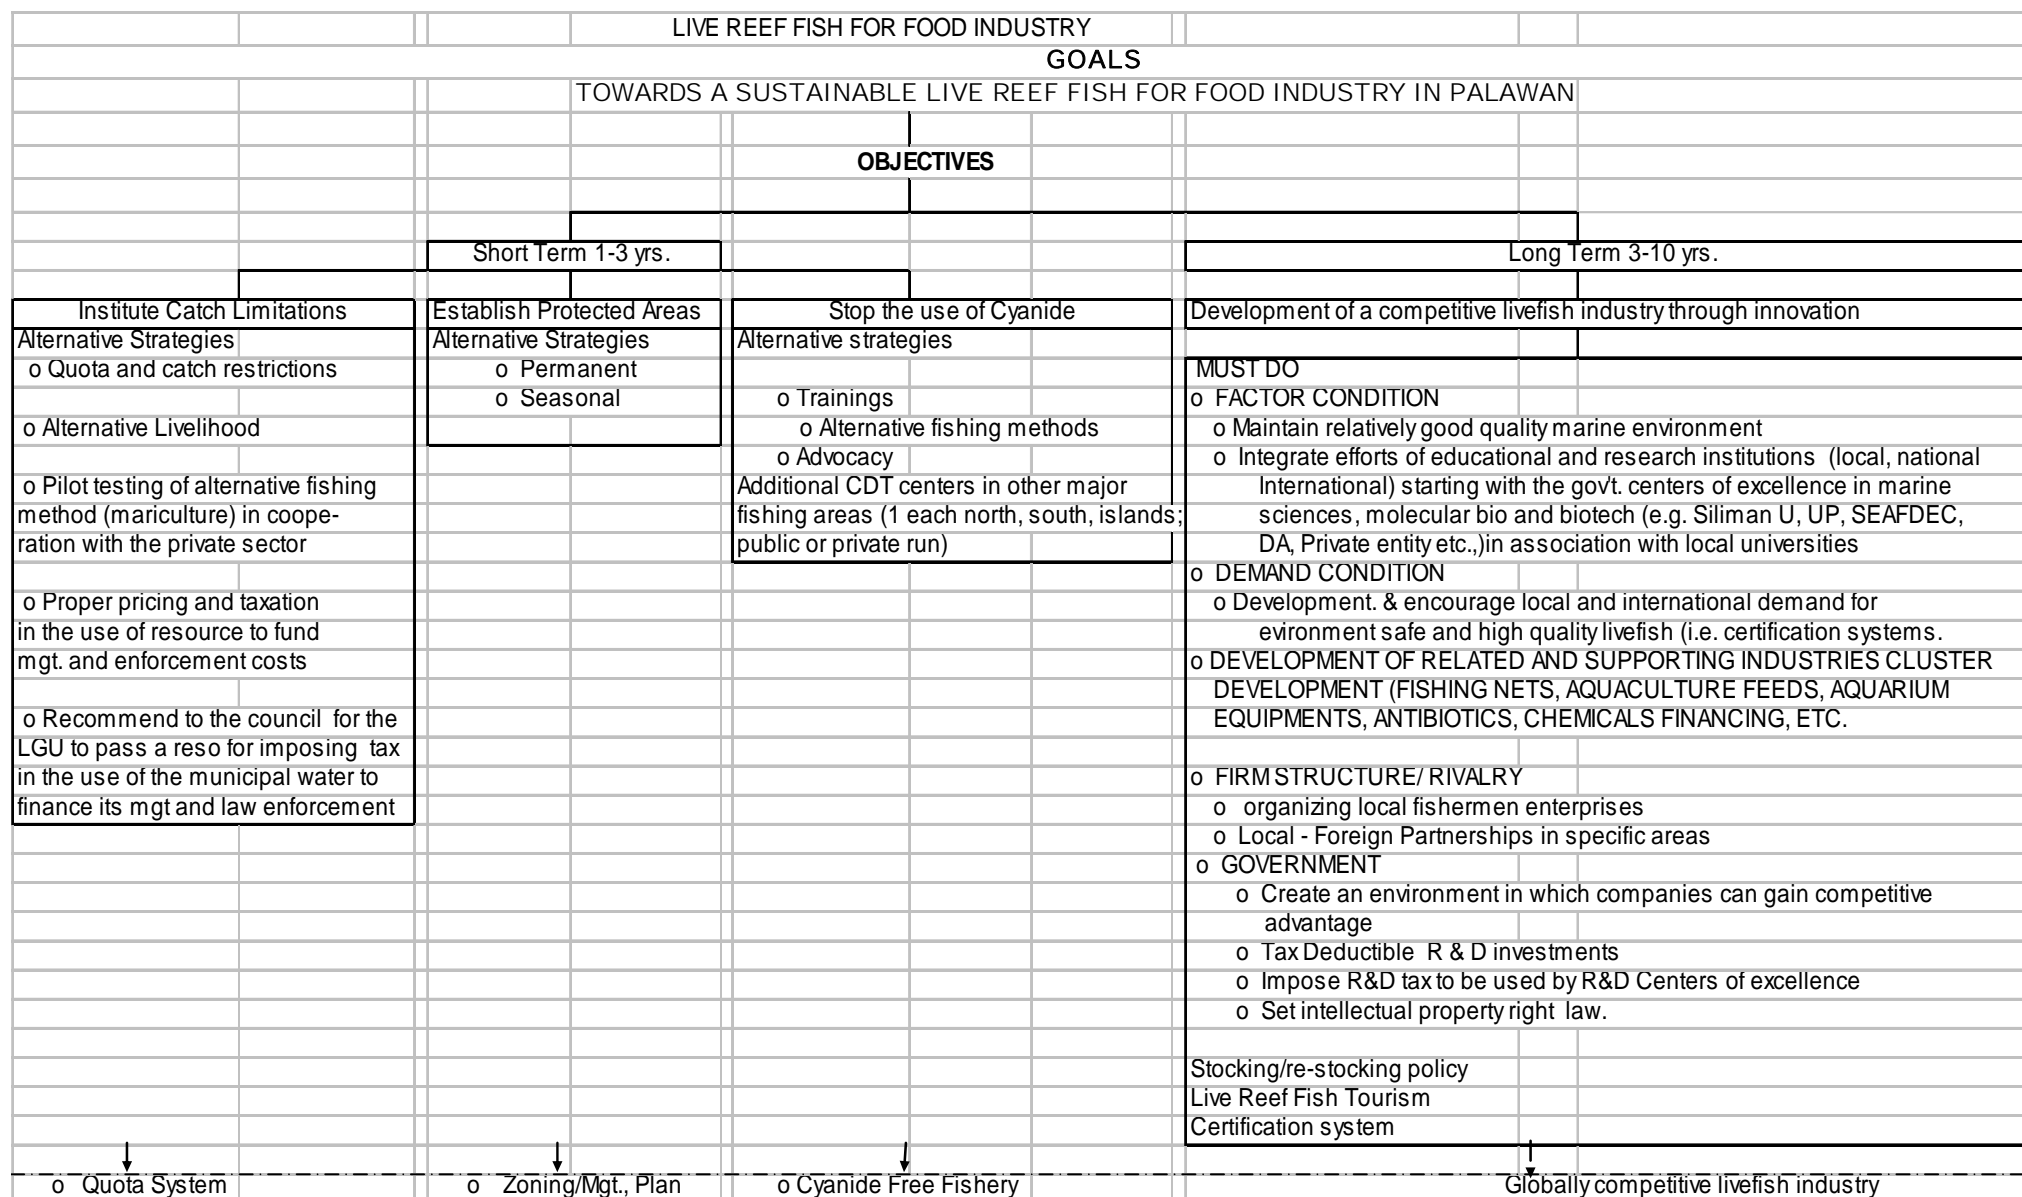 LIVE REEF FISH FOR FOOD INDUSTRY
GOALS
TOWARDS A SUSTAINABLE LIVE REEF FISH FOR FOOD INDUSTRY IN PALAWAN
OBJECTIVES
Short Term 1-3 yrs.
Long Term 3-10 yrs.
Institute Catch Limitations
Alternative Strategies
o Quota and catch restrictions
o Alternative Livelihood
o Pilot testing of alternative fishing
method (mariculture) in coope-
ration with the private sector
o Proper pricing and taxation
in the use of resource to fund
mgt. and enforcement costs
o Recommend to the council for the
LGU to pass a reso for imposing tax
in the use of the municipal water to
finance its mgt and law enforcement
o Quota System
Establish Protected Areas
Alternative Strategies
o Permanent
o Seasonal
o Zoning/Mgt., Plan
Stop the use of Cyanide
Alternative strategies
o Trainings
o Alternative fishing methods
o Advocacy
Additional CDT centers in other major
fishing areas (1 each north, south, islands;
public or private run)
o Cyanide Free Fishery
Development of a competitive livefish industry through innovation
MUST DO
o FACTOR CONDITION
o Maintain relatively good quality marine environment
o Integrate efforts of educational and research institutions (local, national
International) starting with the gov't. centers of excellence in marine
sciences, molecular bio and biotech (e.g. Siliman U, UP, SEAFDEC,
DA, Private entity etc.,)in association with local universities
o DEMAND CONDITION
o Development. & encourage local and international demand for
evironment safe and high quality livefish (i.e. certification systems.
o DEVELOPMENT OF RELATED AND SUPPORTING INDUSTRIES CLUSTER
DEVELOPMENT (FISHING NETS, AQUACULTURE FEEDS, AQUARIUM
EQUIPMENTS, ANTIBIOTICS, CHEMICALS FINANCING, ETC.
o FIRM STRUCTURE/ RIVALRY
o organizing local fishermen enterprises
o Local - Foreign Partnerships in specific areas
o GOVERNMENT
o Create an environment in which companies can gain competitive
advantage
o Tax Deductible R & D investments
o Impose R&D tax to be used by R&D Centers of excellence
o Set intellectual property right law.
Stocking/re-stocking policy
Live Reef Fish Tourism
Certification system
Globally competitive livefish industry